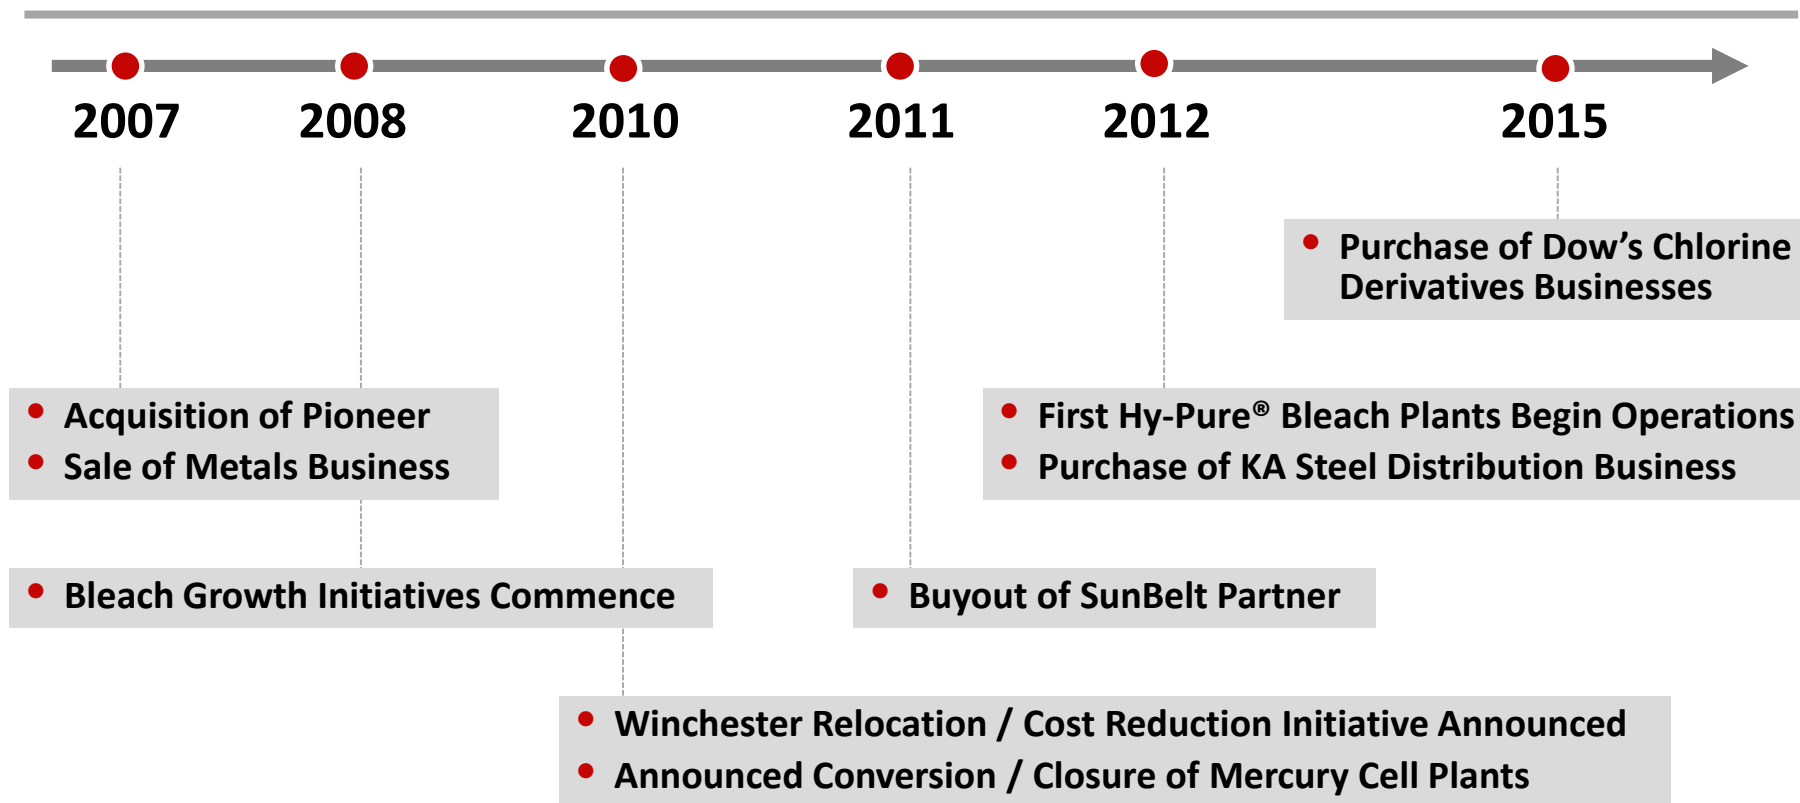 2007 2008 2010 2011 2012 2015
• Purchase of Dow’s Chlorine
Derivatives Businesses
• Acquisition of Pioneer
• Sale of Metals Business
• First Hy-Pure® Bleach Plants Begin Operations
• Purchase of KA Steel Distribution Business
• Bleach Growth Initiatives Commence
• Buyout of SunBelt Partner
• Winchester Relocation / Cost Reduction Initiative Announced
• Announced Conversion / Closure of Mercury Cell Plants